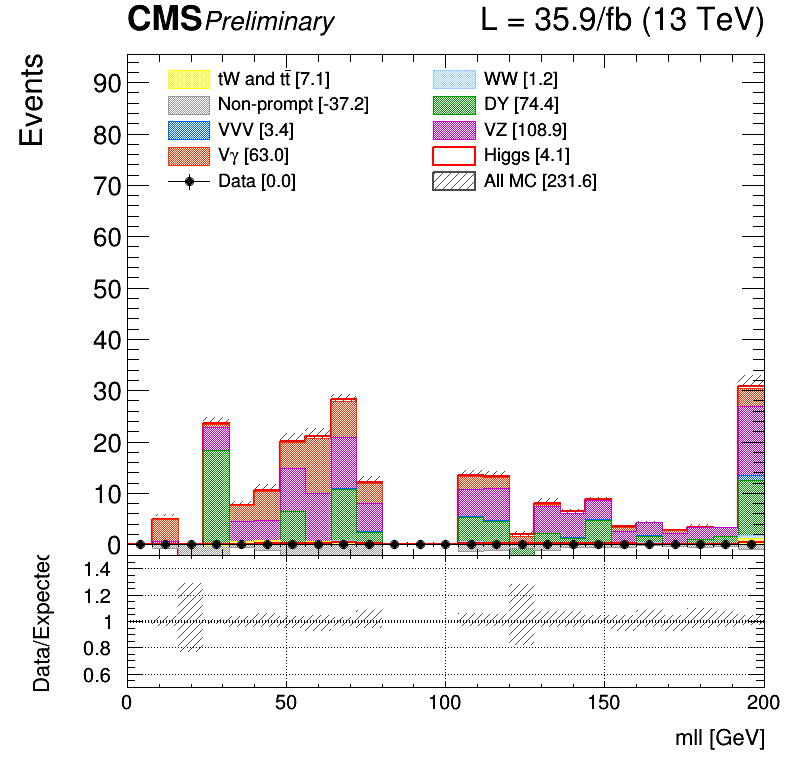 CMS Preliminary L = 35.9/fb (13 TeV)
Events
tW and tt̄ [7.1] WW [1.2]
Non-prompt [-37.2] DY [74.4]
VVV [3.4] VZ [108.9]
Vγ [63.0] Higgs [4.1]
Data [0.0] All MC [231.6]
90
80
70
60
50
40
30
20
10
0
Data/Expected
1.4
1.2
1
0.8
0.6
0 50 100 150 200
mll [GeV]